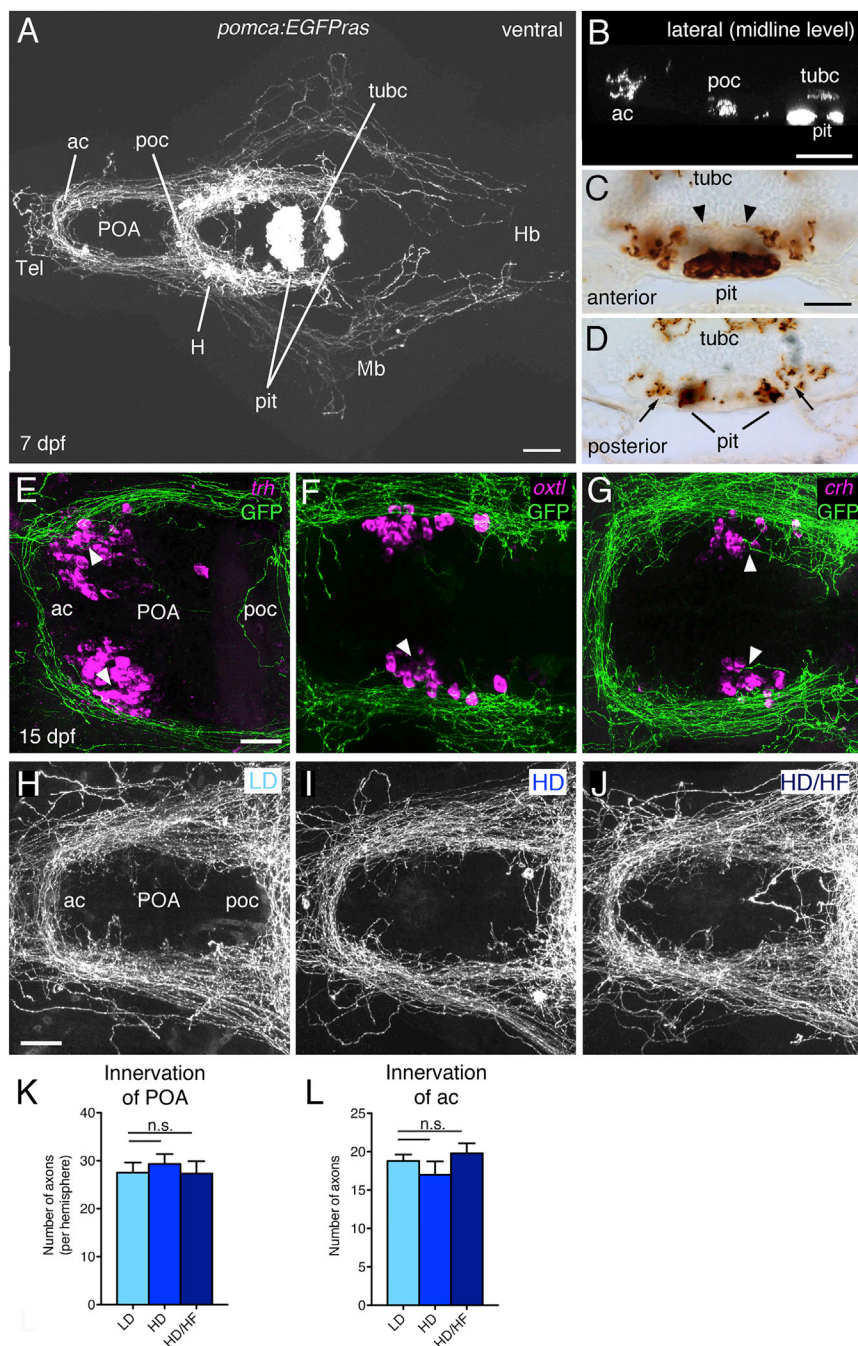 A
pomca:EGFPras
ventral
tubc
ac
poc
POA
Tel
Hb
H
Mb
pit
7 dpf
B
lateral (midline level)
poc
tubc
ac
pit
C
tubc
anterior
pit
D
tubc
posterior
pit
E
trh
GFP
ac
POA
poc
15 dpf
F
oxtl
GFP
G
crh
GFP
H
LD
ac
POA
poc
I
HD
J
HD/HF
K
Innervation
of POA
n.s.
Number of axons
(per hemisphere)
40
30
20
10
0
LD
HD
HD/HF
L
Innervation
of ac
n.s.
Number of axons
25
20
15
10
5
0
LD
HD
HD/HF